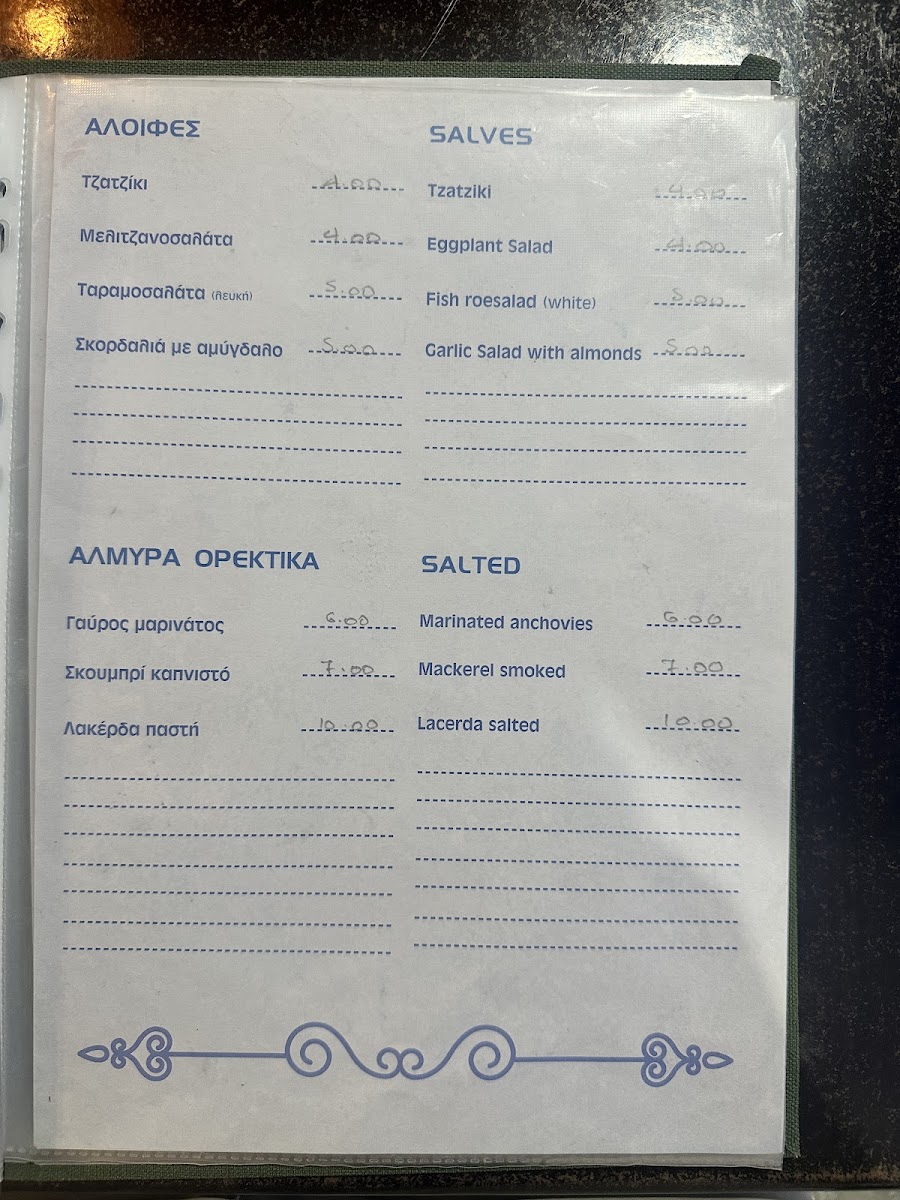 ΑΛΟΙΦΕΣ
Τζατζίκι 4.00
Μελιτζανοσαλάτα 4.00
Ταραμοσαλάτα (λευκή) 5.00
Σκορδαλιά με αμύγδαλο 5.00
SALVES
Tzatziki 4.00
Eggplant Salad 4.00
Fish roesalad (white) 5.00
Garlic Salad with almonds 5.00
ΑΛΜΥΡΑ ΟΡΕΚΤΙΚΑ
Γαύρος μαρινάτος 6.00
Σκουμπρί καπνιστό 7.00
Λακέρδα παστή 10.00
SALTED
Marinated anchovies 6.00
Mackerel smoked 7.00
Lacerda salted 10.00